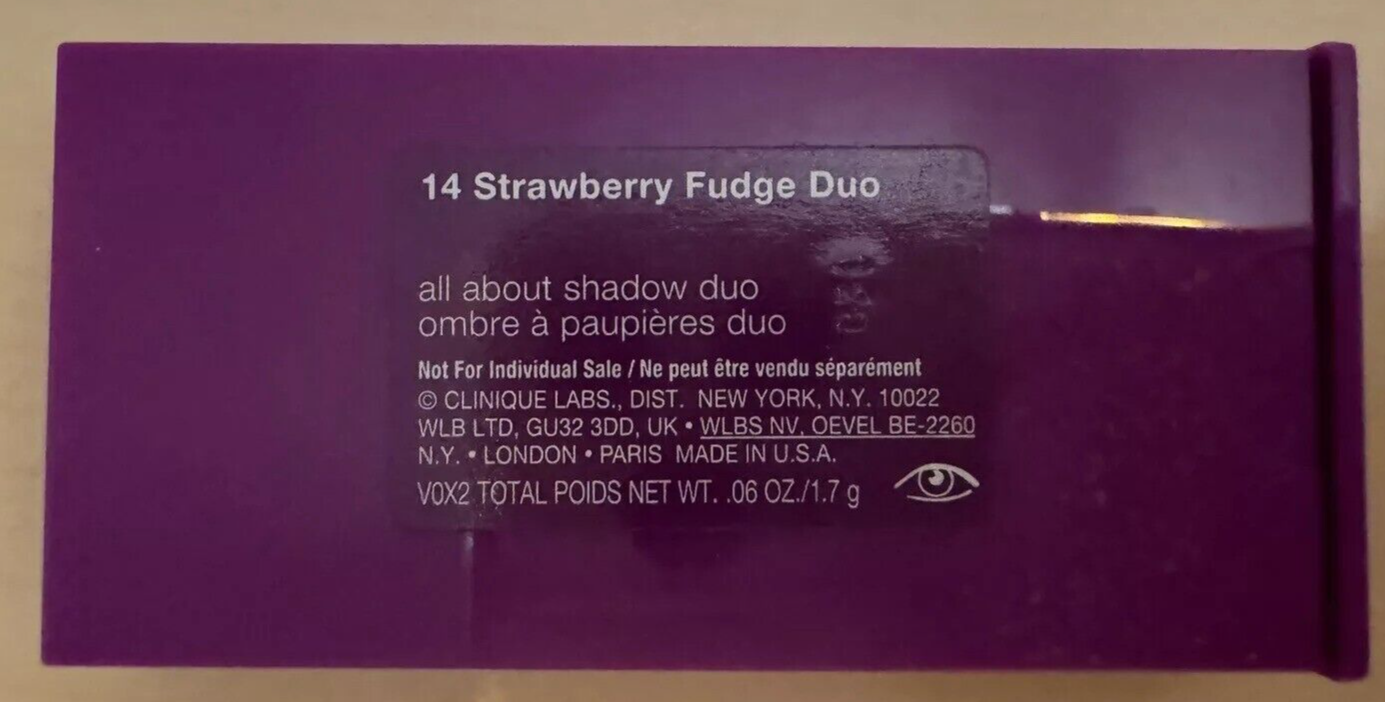 14 Strawberry Fudge Duo
all about shadow duo
ombre à paupières duo
Not For Individual Sale / Ne peut être vendu séparément
© CLINIQUE LABS., DIST. NEW YORK, N.Y. 10022
WLB LTD, GU32 3DD, UK • WLBS NV. OEVEL BE-2260
N.Y. • LONDON • PARIS MADE IN U.S.A.
V0X2 TOTAL POIDS NET WT. .06 OZ./1.7 g